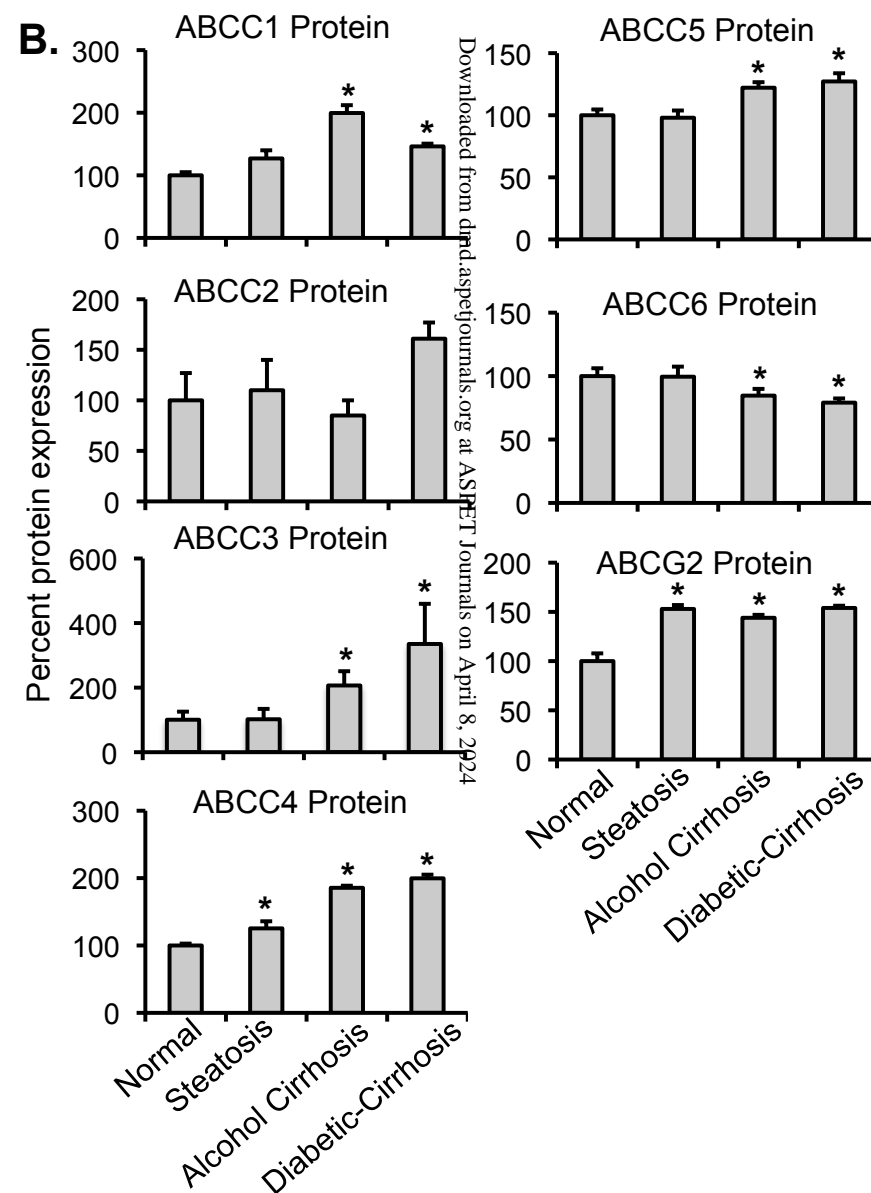 B.
Percent protein expression
ABCC1 Protein
300
200
100
0
*
*
ABCC2 Protein
200
150
100
50
0
ABCC3 Protein
600
400
200
0
*
*
ABCC4 Protein
300
200
100
0
*
*
*
Normal
Steatosis
Alcohol Cirrhosis
Diabetic-Cirrhosis
Downloaded from dmd.aspetjournals.org at ASPET Journals on April 8, 2024
ABCC5 Protein
150
100
50
0
*
*
ABCC6 Protein
150
100
50
0
*
*
ABCG2 Protein
200
150
100
50
0
*
*
*
Normal
Steatosis
Alcohol Cirrhosis
Diabetic-Cirrhosis